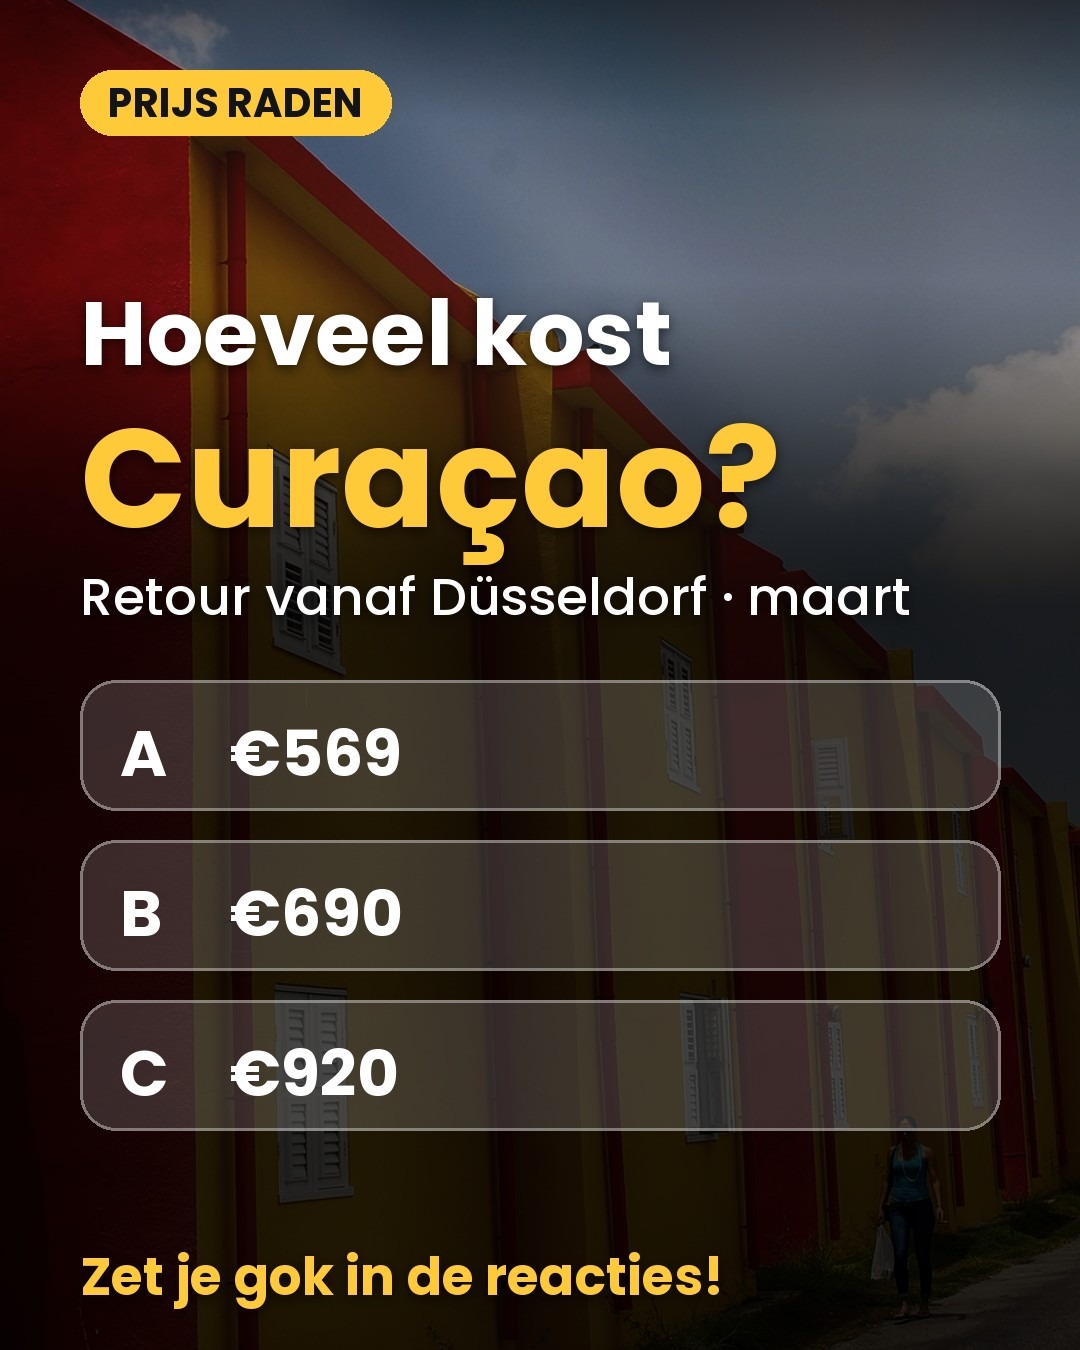 PRIJS RADEN
Hoeveel kost
Curaçao?
Retour vanaf Düsseldorf · maart
A €569
B €690
C €920
Zet je gok in de reacties!